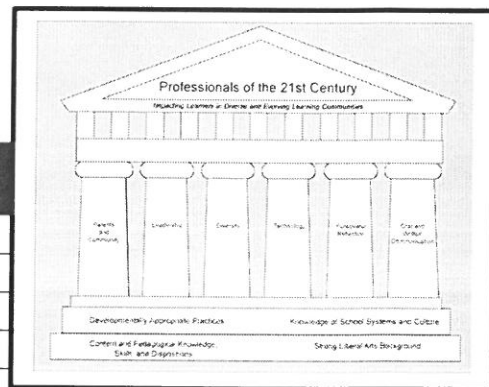 Professionals of the 21st Century
Impacting Learners in Diverse and Evolving Learning Communities
Parents
and
Community
Leadership
Diversity
Technology
Functional
Behavior
Oral and
Written
Communication
Developmentally Appropriate Practices
Knowledge of School Systems and Culture
Content and Pedagogical Knowledge,
Skills, and Dispositions
Strong Liberal Arts Background